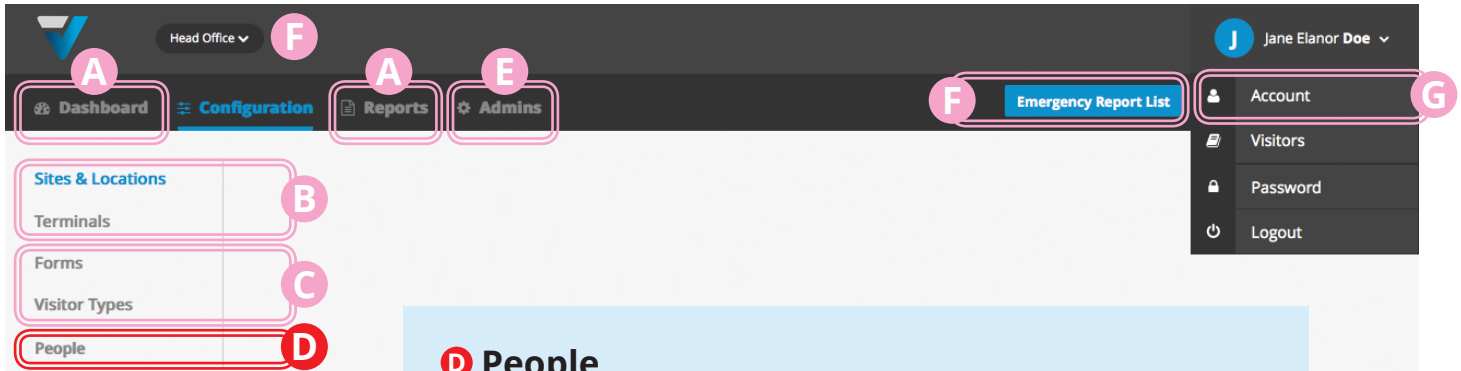 Head Office
F
J
Jane Elanor Doe
A
A
E
Dashboard
Configuration
Reports
Admins
F
Emergency Report List
Account
G
Visitors
Password
Logout
Sites & Locations
B
Terminals
Forms
C
Visitor Types
People
D
D People